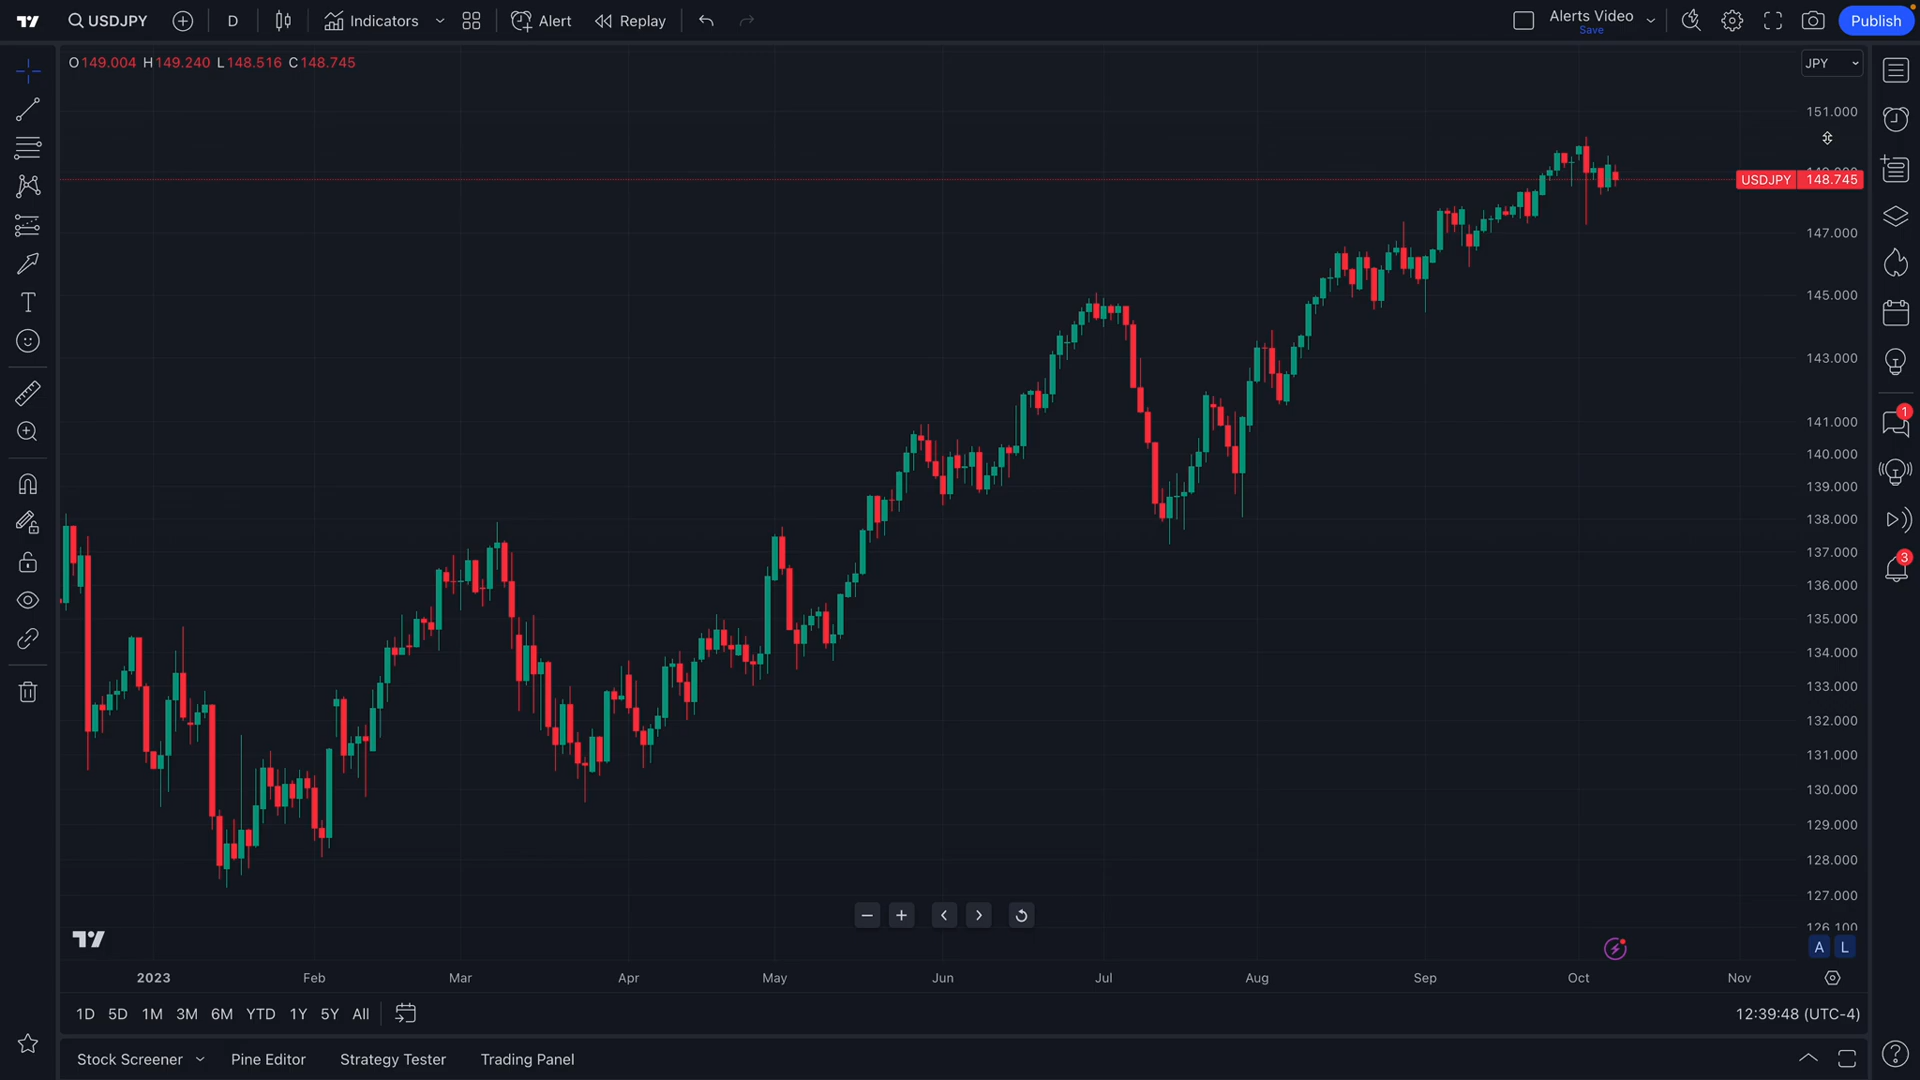 USDJPY
D
Indicators
Alert
Replay
Alerts Video
Save
Publish
O149.004 H149.240 L148.516 C148.745
JPY
151.000
USDJPY 148.745
147.000
145.000
143.000
141.000
140.000
139.000
138.000
137.000
136.000
135.000
134.000
133.000
132.000
131.000
130.000
129.000
128.000
127.000
126.100
A L
1
3
2023 Feb Mar Apr May Jun Jul Aug Sep Oct Nov
1D 5D 1M 3M 6M YTD 1Y 5Y All
12:39:48 (UTC-4)
Stock Screener Pine Editor Strategy Tester Trading Panel